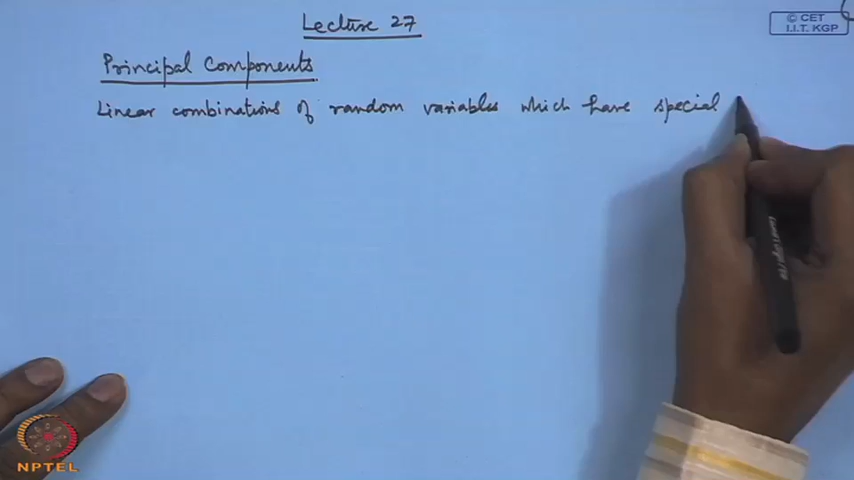 Lecture 27
© CET
I.I.T. KGP
Principal Components
Linear combinations of random variables which have special
NPTEL